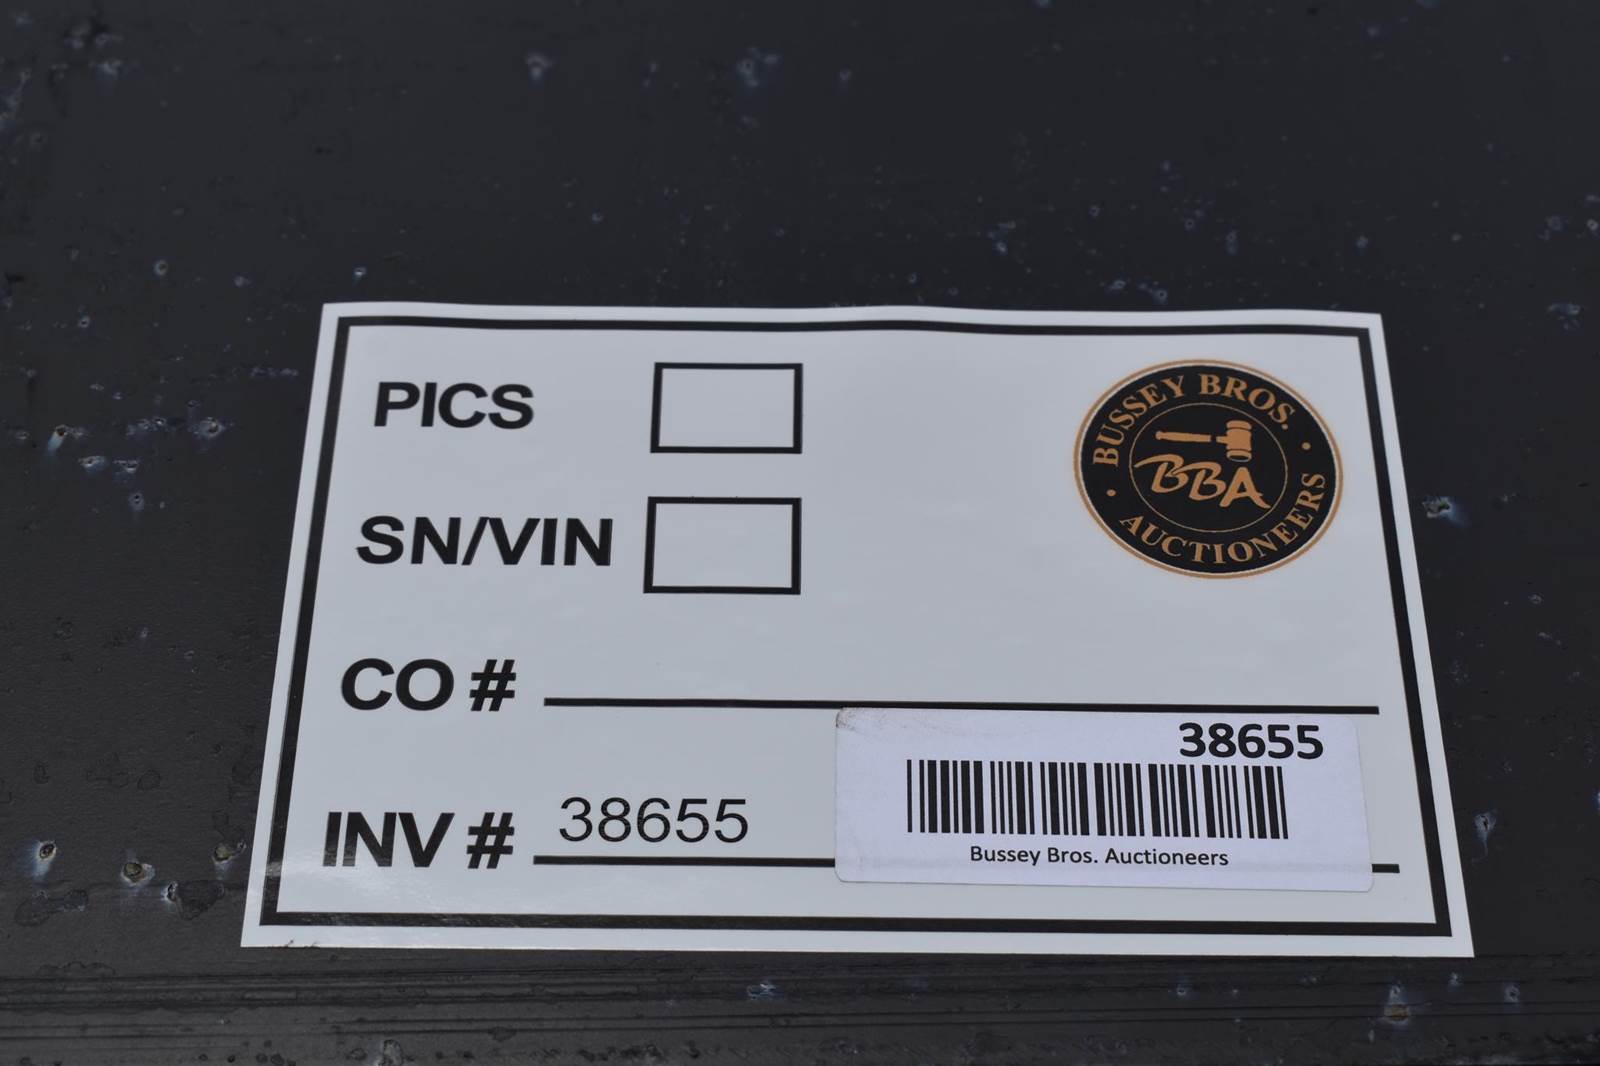 PICS
BUSSEY BROS.
BBA
AUCTIONEERS
SN/VIN
CO #
38655
INV # 38655
Bussey Bros. Auctioneers